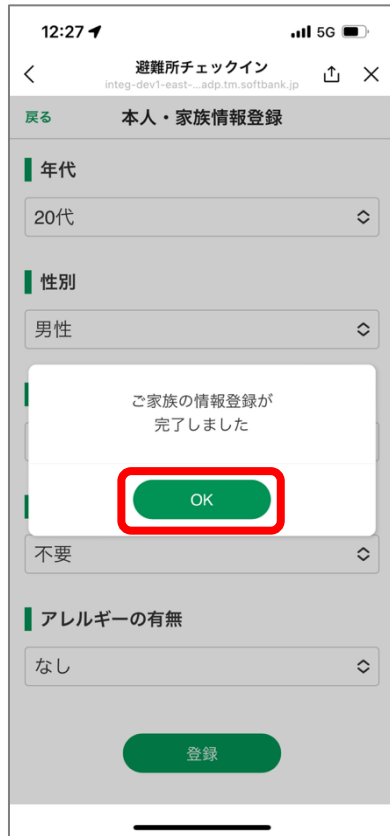 12:27
5G
避難所チェックイン
integ-dev1-east-...adp.tm.softbank.jp
戻る
本人・家族情報登録
年代
20代
性別
男性
ご家族の情報登録が
完了しました
OK
不要
アレルギーの有無
なし
登録